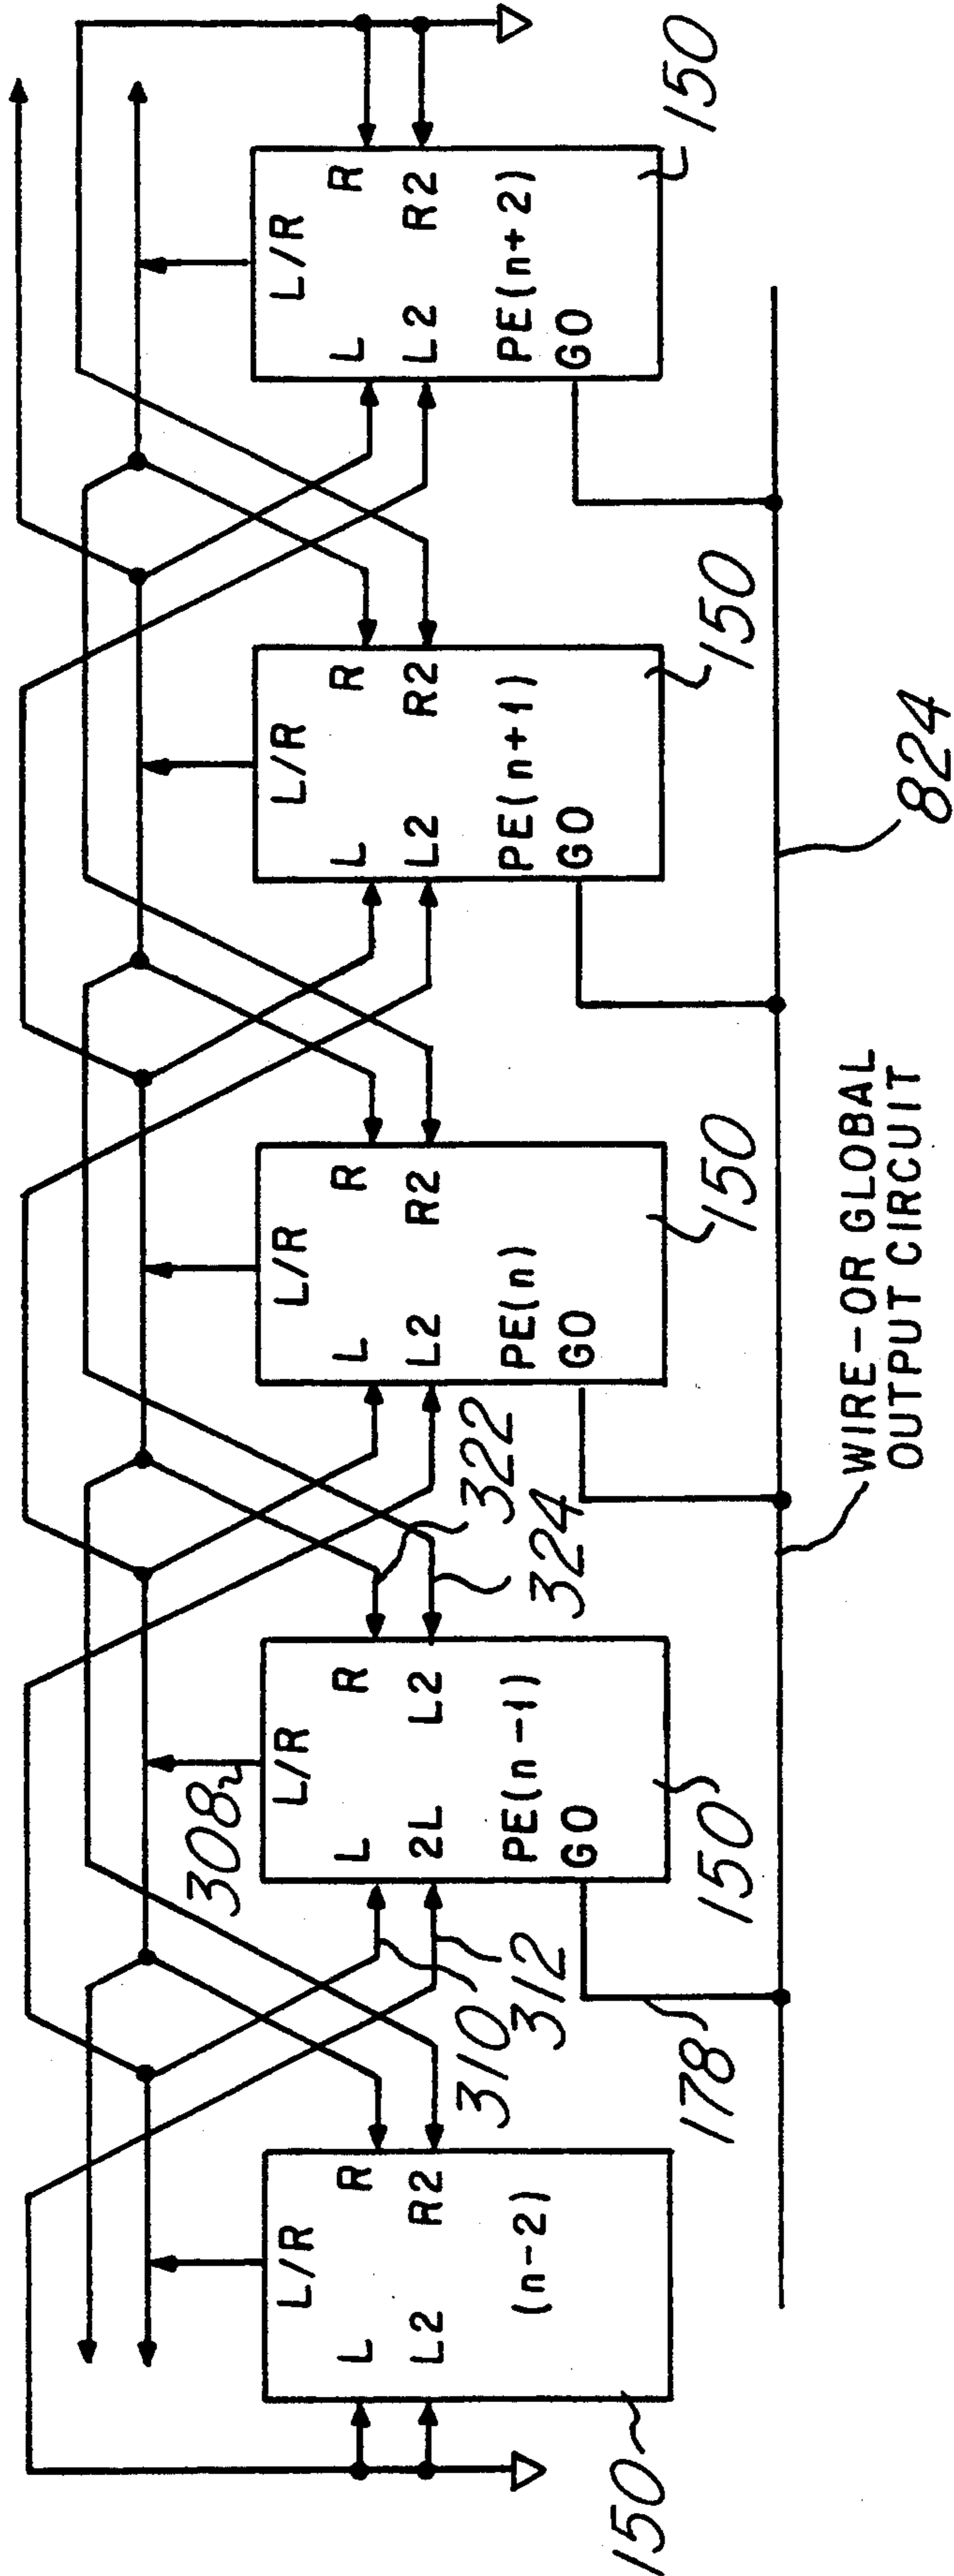 L/R
L R
L2 R2
(n-2)
150
L/R
L R
2L L2
PE(n-1)
GO
150
308
310
312
178
322
324
L/R
L R
L2 R2
PE(n)
GO
150
L/R
L R
L2 R2
PE(n+1)
GO
150
L/R
L R
L2 R2
PE(n+2)
GO
150
WIRE-OR GLOBAL
OUTPUT CIRCUIT
824